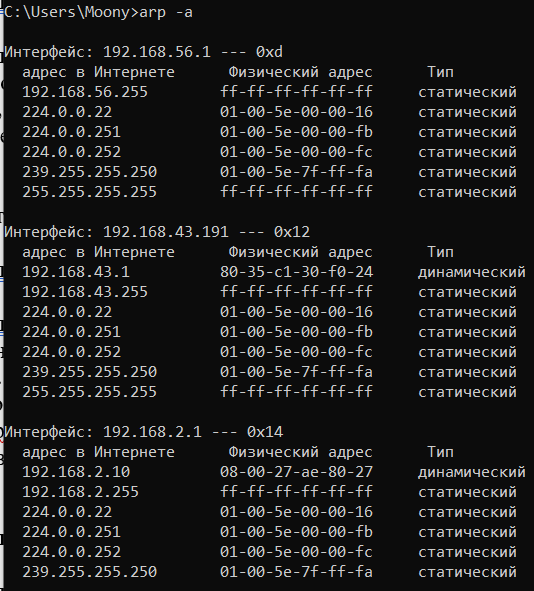 C:\Users\Moony>arp -a
Интерфейс: 192.168.56.1 --- 0xd
адрес в Интернете Физический адрес Тип
192.168.56.255 ff-ff-ff-ff-ff-ff статический
224.0.0.22 01-00-5e-00-00-16 статический
224.0.0.251 01-00-5e-00-00-fb статический
224.0.0.252 01-00-5e-00-00-fc статический
239.255.255.250 01-00-5e-7f-ff-fa статический
255.255.255.255 ff-ff-ff-ff-ff-ff статический
Интерфейс: 192.168.43.191 --- 0x12
адрес в Интернете Физический адрес Тип
192.168.43.1 80-35-c1-30-f0-24 динамический
192.168.43.255 ff-ff-ff-ff-ff-ff статический
224.0.0.22 01-00-5e-00-00-16 статический
224.0.0.251 01-00-5e-00-00-fb статический
224.0.0.252 01-00-5e-00-00-fc статический
239.255.255.250 01-00-5e-7f-ff-fa статический
255.255.255.255 ff-ff-ff-ff-ff-ff статический
Интерфейс: 192.168.2.1 --- 0x14
адрес в Интернете Физический адрес Тип
192.168.2.10 08-00-27-ae-80-27 динамический
192.168.2.255 ff-ff-ff-ff-ff-ff статический
224.0.0.22 01-00-5e-00-00-16 статический
224.0.0.251 01-00-5e-00-00-fb статический
224.0.0.252 01-00-5e-00-00-fc статический
239.255.255.250 01-00-5e-7f-ff-fa статический